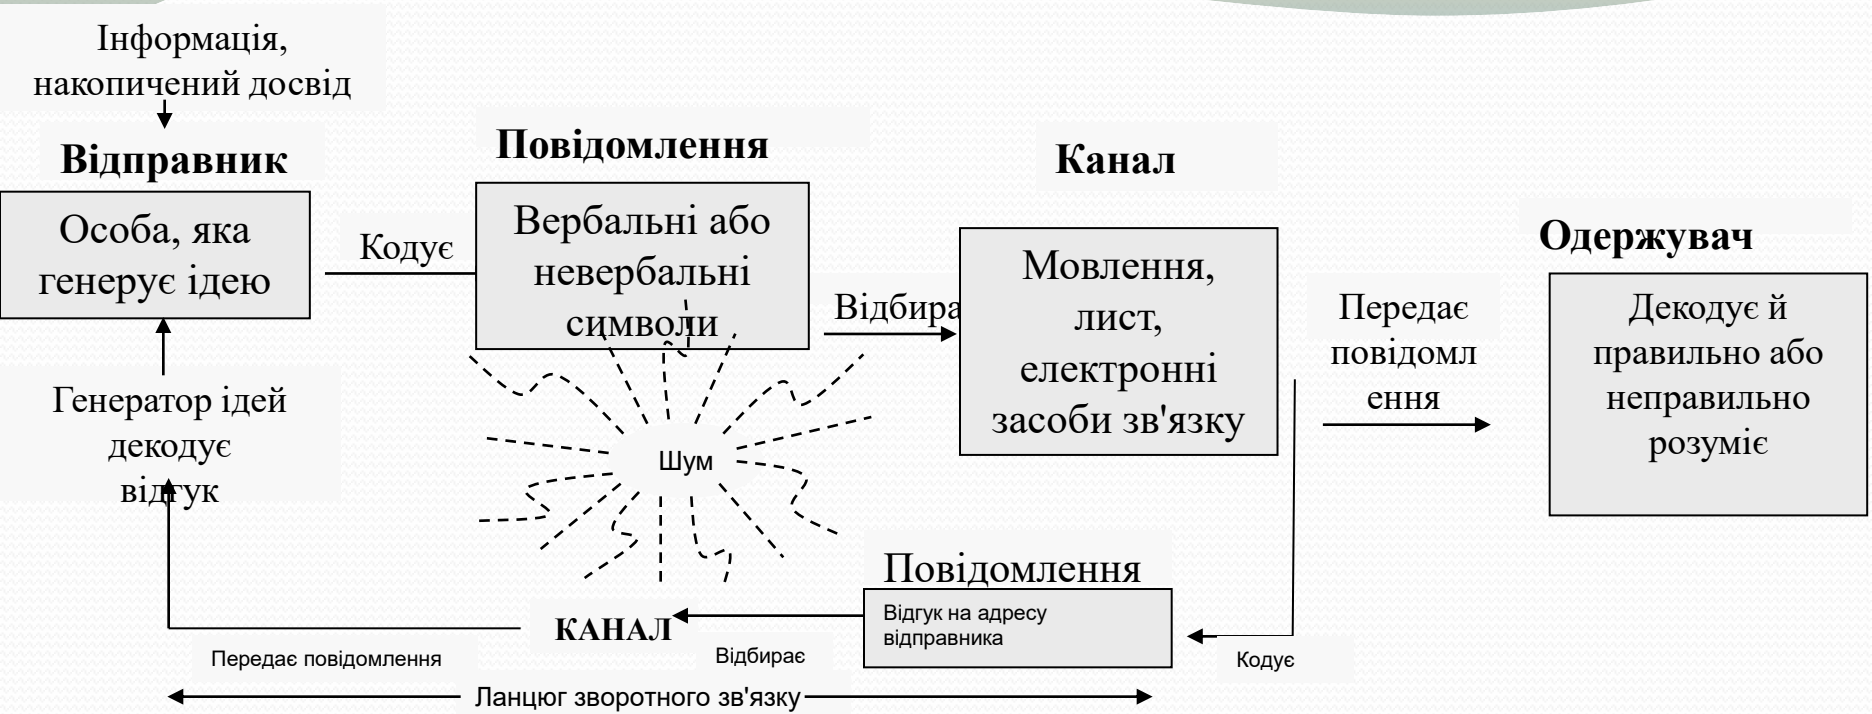 Інформація,
накопичений досвід
Відправник
Особа, яка
генерує ідею
Кодує
Повідомлення
Вербальні або
невербальні
символи
Відбира
Канал
Мовлення,
лист,
електронні
засоби зв'язку
Передає
повідомл
ення
Одержувач
Декодує й
правильно або
неправильно
розуміє
Генератор ідей
декодує
відгук
Шум
Повідомлення
Відгук на адресу
відправника
Кодує
КАНАЛ
Відбирає
Передає повідомлення
Ланцюг зворотного зв'язку